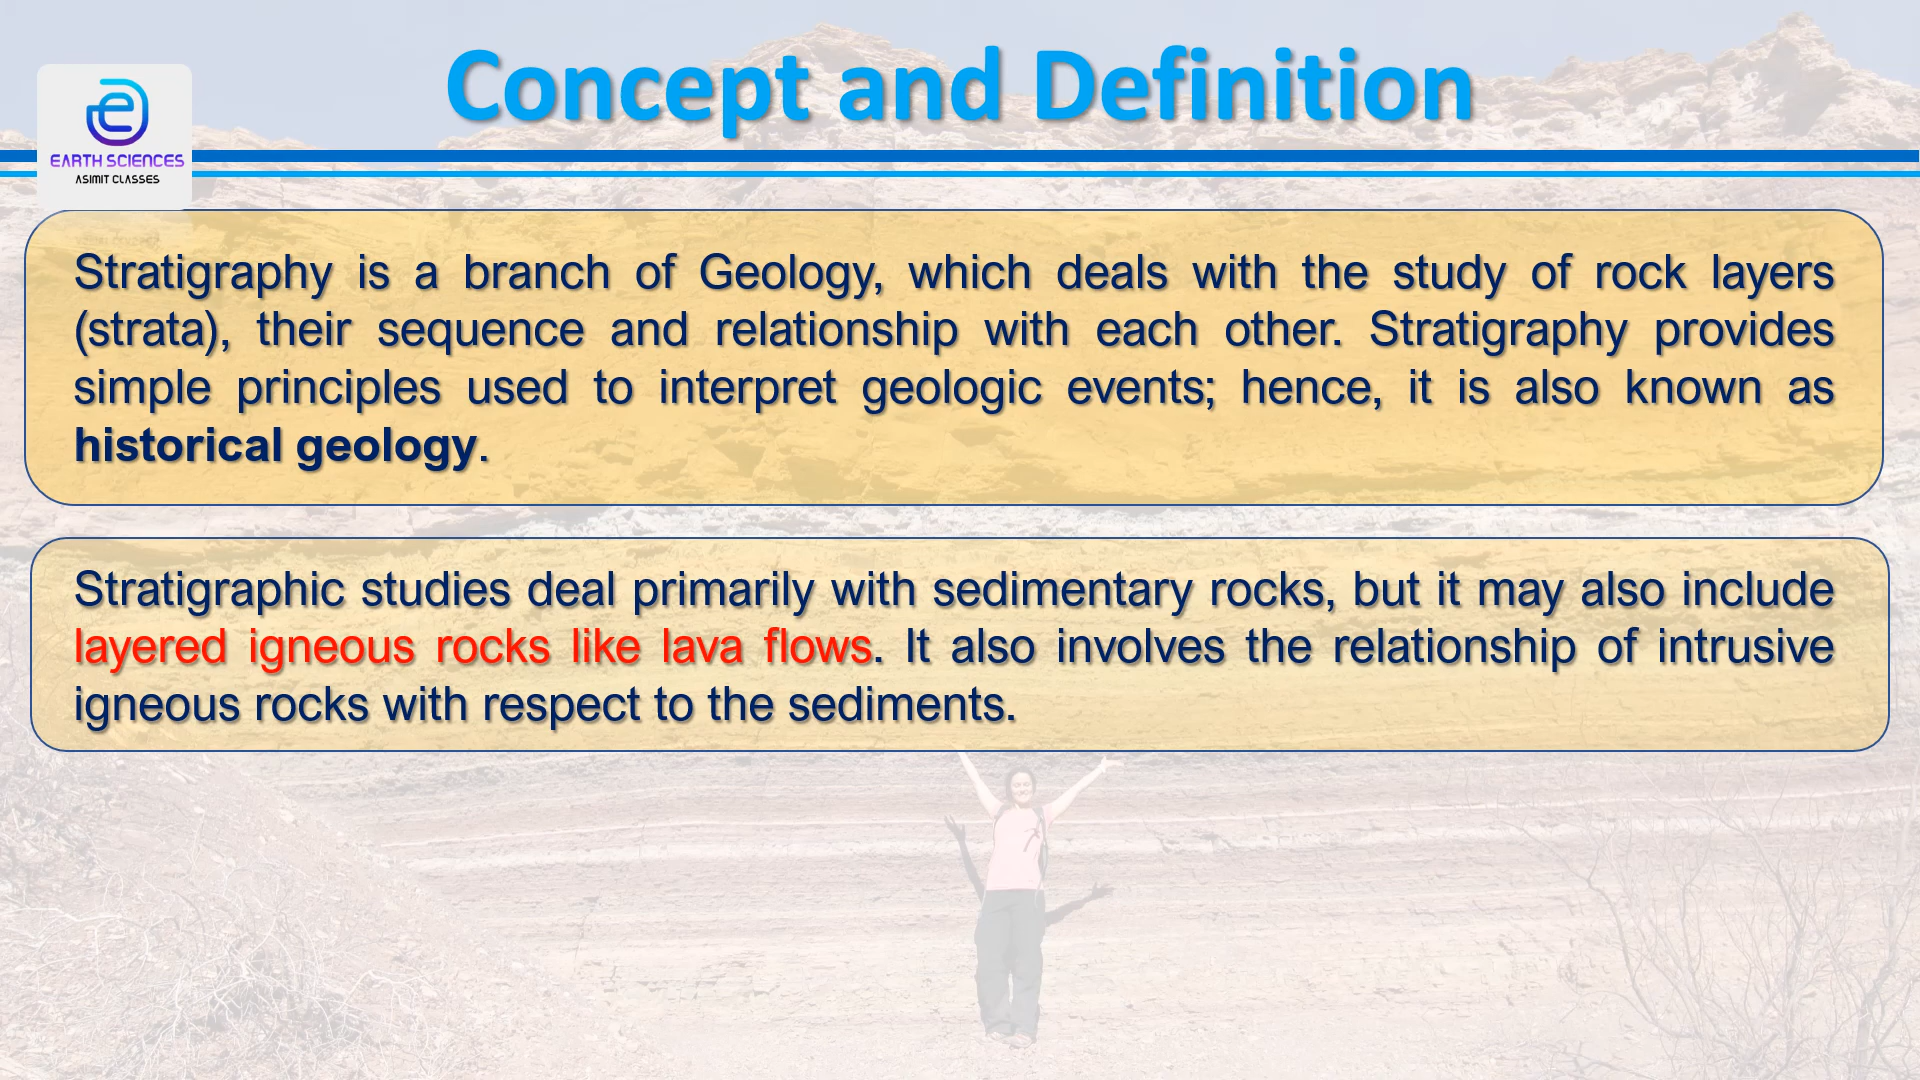 Concept and Definition
EARTH SCIENCES
ASIMIT CLASSES
Stratigraphy is a branch of Geology, which deals with the study of rock layers
(strata), their sequence and relationship with each other. Stratigraphy provides
simple principles used to interpret geologic events; hence, it is also known as
historical geology.
Stratigraphic studies deal primarily with sedimentary rocks, but it may also include
layered igneous rocks like lava flows. It also involves the relationship of intrusive
igneous rocks with respect to the sediments.